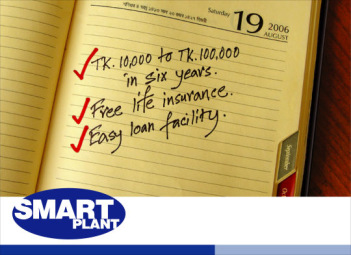 Saturday 19 2006
AUGUST
TK. 10,000 to TK. 100,000
in six years.
Free life insurance.
Easy loan facility.
September
SMART
PLANT